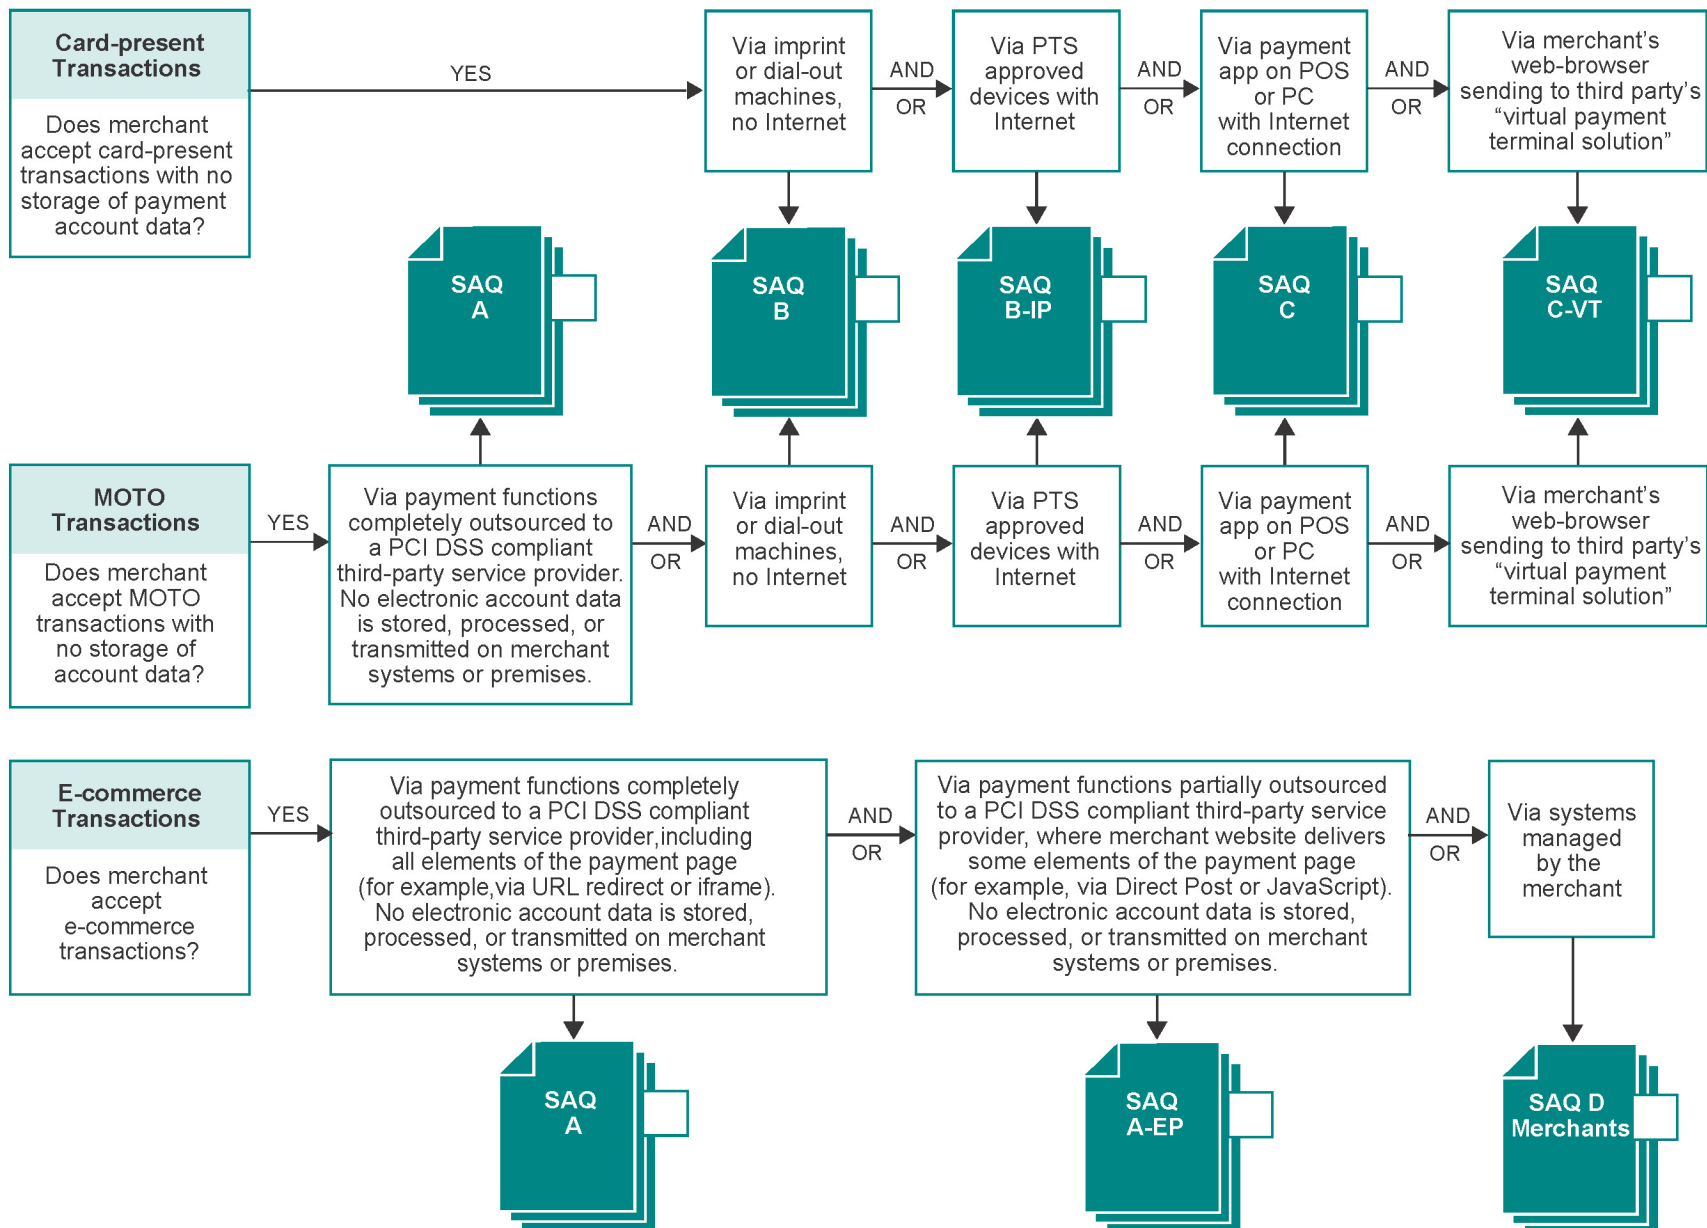 Card-present
Transactions
Does merchant
accept card-present
transactions with no
storage of payment
account data?
YES
Via imprint
or dial-out
machines,
no Internet
AND
OR
Via PTS
approved
devices with
Internet
AND
OR
Via payment
app on POS
or PC
with Internet
connection
AND
OR
Via merchant’s
web-browser
sending to third party’s
“virtual payment
terminal solution”
SAQ
A
SAQ
B
SAQ
B-IP
SAQ
C
SAQ
C-VT
MOTO
Transactions
Does merchant
accept MOTO
transactions with
no storage of
account data?
YES
Via payment functions
completely outsourced to
a PCI DSS compliant
third-party service provider.
No electronic account data
is stored, processed, or
transmitted on merchant
systems or premises.
AND
OR
Via imprint
or dial-out
machines,
no Internet
AND
OR
Via PTS
approved
devices with
Internet
AND
OR
Via payment
app on POS
or PC
with Internet
connection
AND
OR
Via merchant’s
web-browser
sending to third party’s
“virtual payment
terminal solution”
E-commerce
Transactions
Does merchant
accept
e-commerce
transactions?
YES
Via payment functions completely
outsourced to a PCI DSS compliant
third-party service provider,including
all elements of the payment page
(for example,via URL redirect or iframe).
No electronic account data is stored,
processed, or transmitted on merchant
systems or premises.
AND
OR
Via payment functions partially outsourced
to a PCI DSS compliant third-party service
provider, where merchant website delivers
some elements of the payment page
(for example, via Direct Post or JavaScript).
No electronic account data is stored,
processed, or transmitted on merchant
systems or premises.
AND
OR
Via systems
managed
by the
merchant
SAQ
A
SAQ
A-EP
SAQ D
Merchants